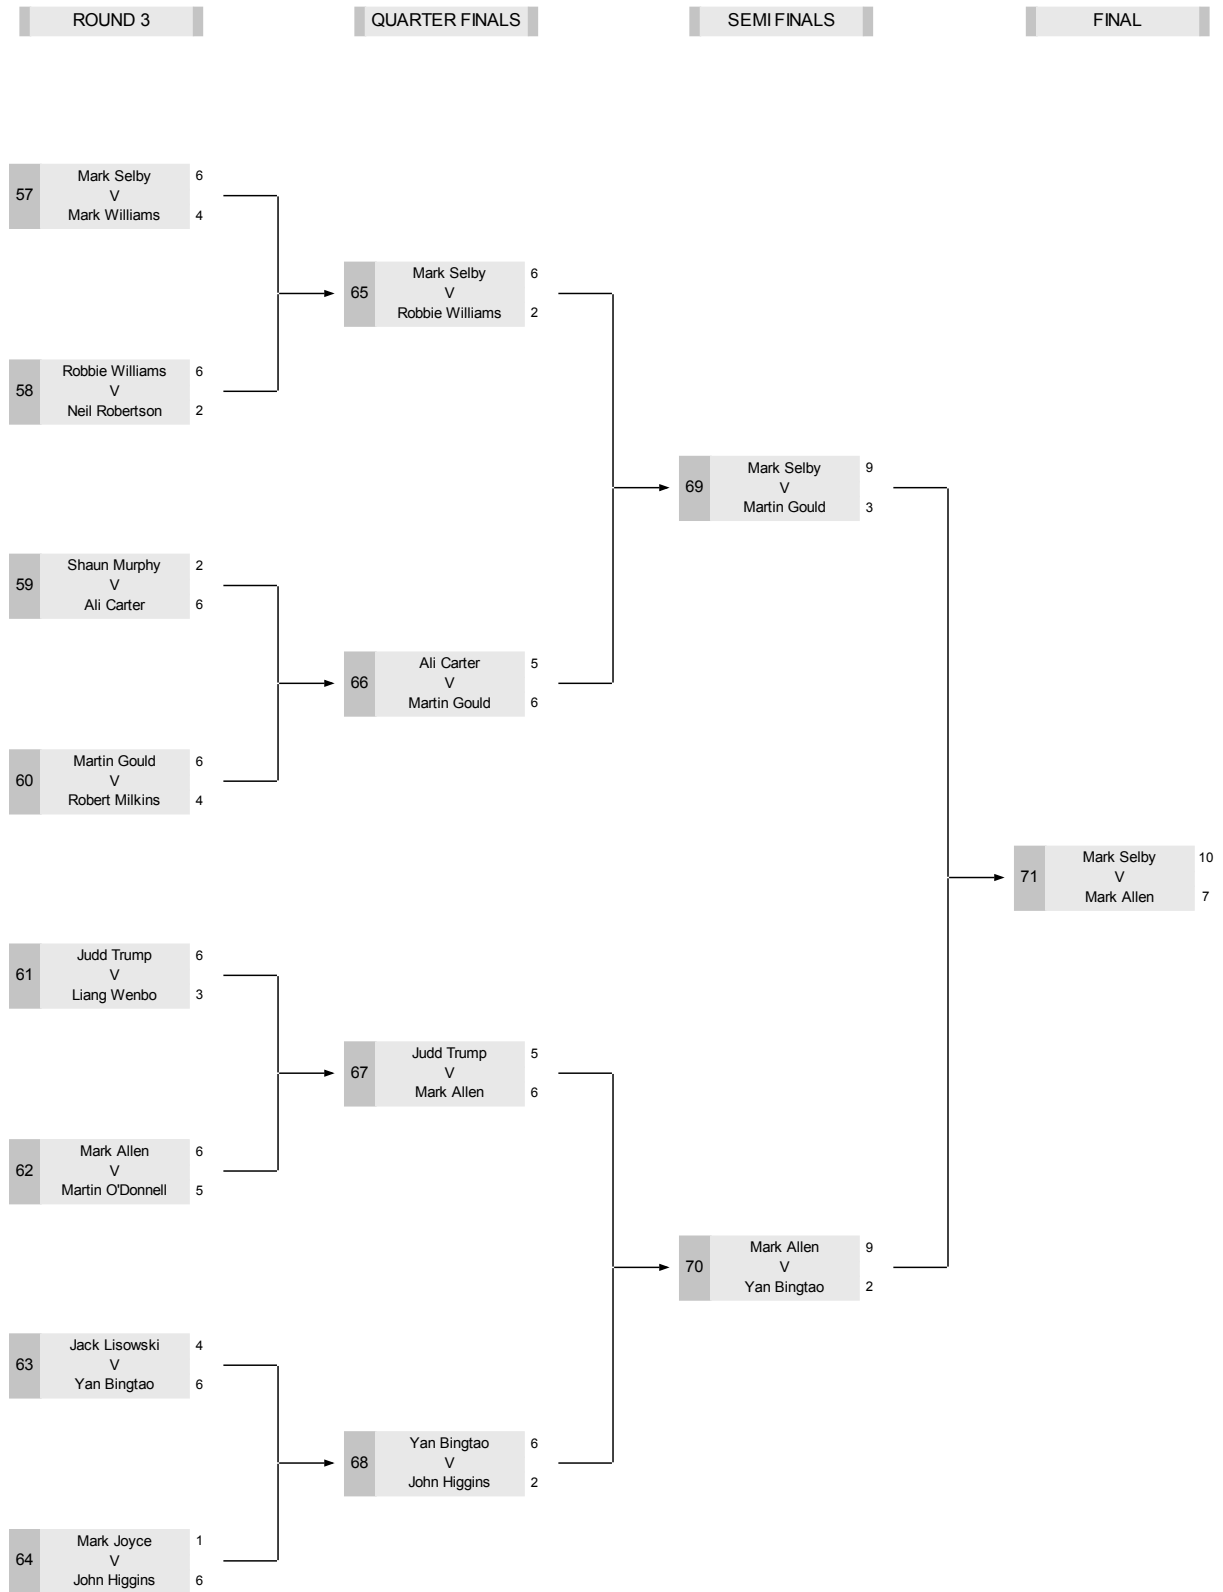 ROUND 3
QUARTER FINALS
SEMI FINALS
FINAL
57
Mark Selby 6
V
Mark Williams 4
58
Robbie Williams 6
V
Neil Robertson 2
59
Shaun Murphy 2
V
Ali Carter 6
60
Martin Gould 6
V
Robert Milkins 4
61
Judd Trump 6
V
Liang Wenbo 3
62
Mark Allen 6
V
Martin O'Donnell 5
63
Jack Lisowski 4
V
Yan Bingtao 6
64
Mark Joyce 1
V
John Higgins 6
65
Mark Selby 6
V
Robbie Williams 2
66
Ali Carter 5
V
Martin Gould 6
67
Judd Trump 5
V
Mark Allen 6
68
Yan Bingtao 6
V
John Higgins 2
69
Mark Selby 9
V
Martin Gould 3
70
Mark Allen 9
V
Yan Bingtao 2
71
Mark Selby 10
V
Mark Allen 7